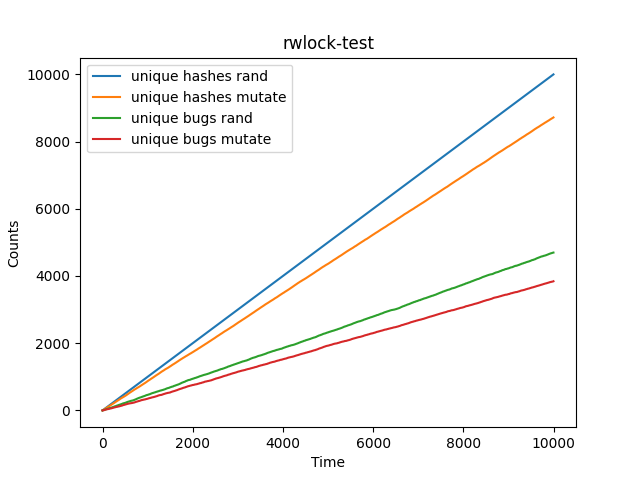 rwlock-test
unique hashes rand
unique hashes mutate
unique bugs rand
unique bugs mutate
10000
8000
6000
4000
2000
0
Counts
0 2000 4000 6000 8000 10000
Time